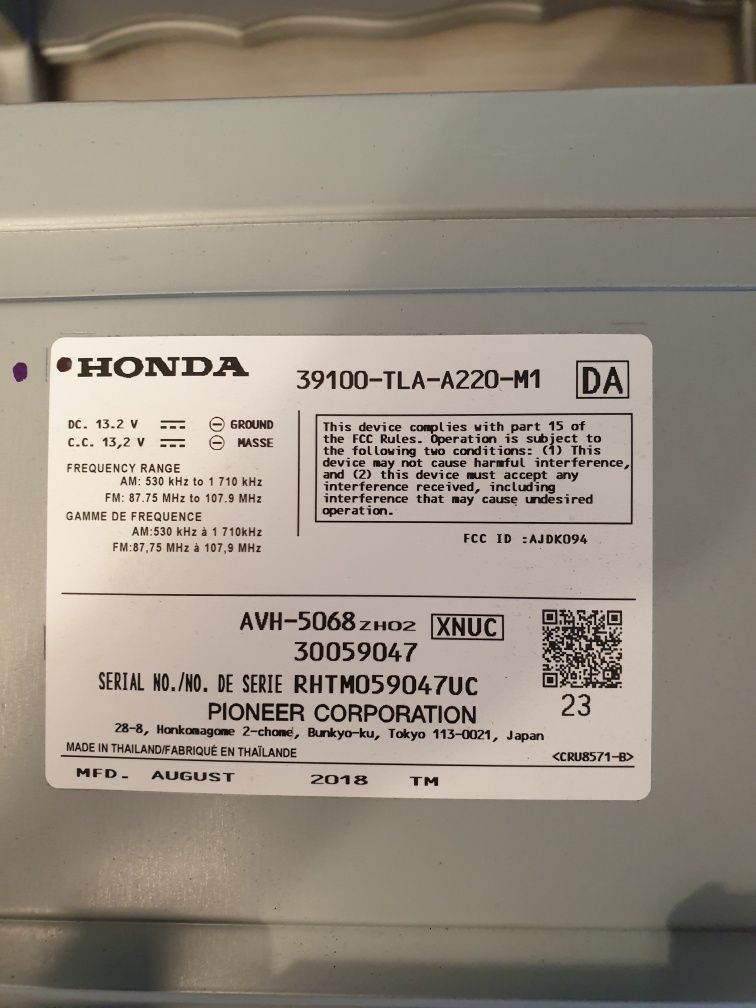 HONDA
39100-TLA-A220-M1 DA
DC. 13.2 V ⊖ GROUND
C.C. 13,2 V ⊖ MASSE
FREQUENCY RANGE
AM: 530 kHz to 1 710 kHz
FM: 87.75 MHz to 107.9 MHz
GAMME DE FREQUENCE
AM:530 kHz à 1 710kHz
FM:87,75 MHz à 107,9 MHz
This device complies with part 15 of
the FCC Rules. Operation is subject to
the following two conditions: (1) This
device may not cause harmful interference,
and (2) this device must accept any
interference received, including
interference that may cause undesired
operation.
FCC ID :AJDK094
AVH-5068 ZH02 XNUC
30059047
SERIAL NO./NO. DE SERIE RHTM059047UC
23
PIONEER CORPORATION
28-8, Honkomagome 2-chome, Bunkyo-ku, Tokyo 113-0021, Japan
MADE IN THAILAND/FABRIQUÉ EN THAÏLANDE
<CRU8571-B>
MFD. AUGUST 2018 TM